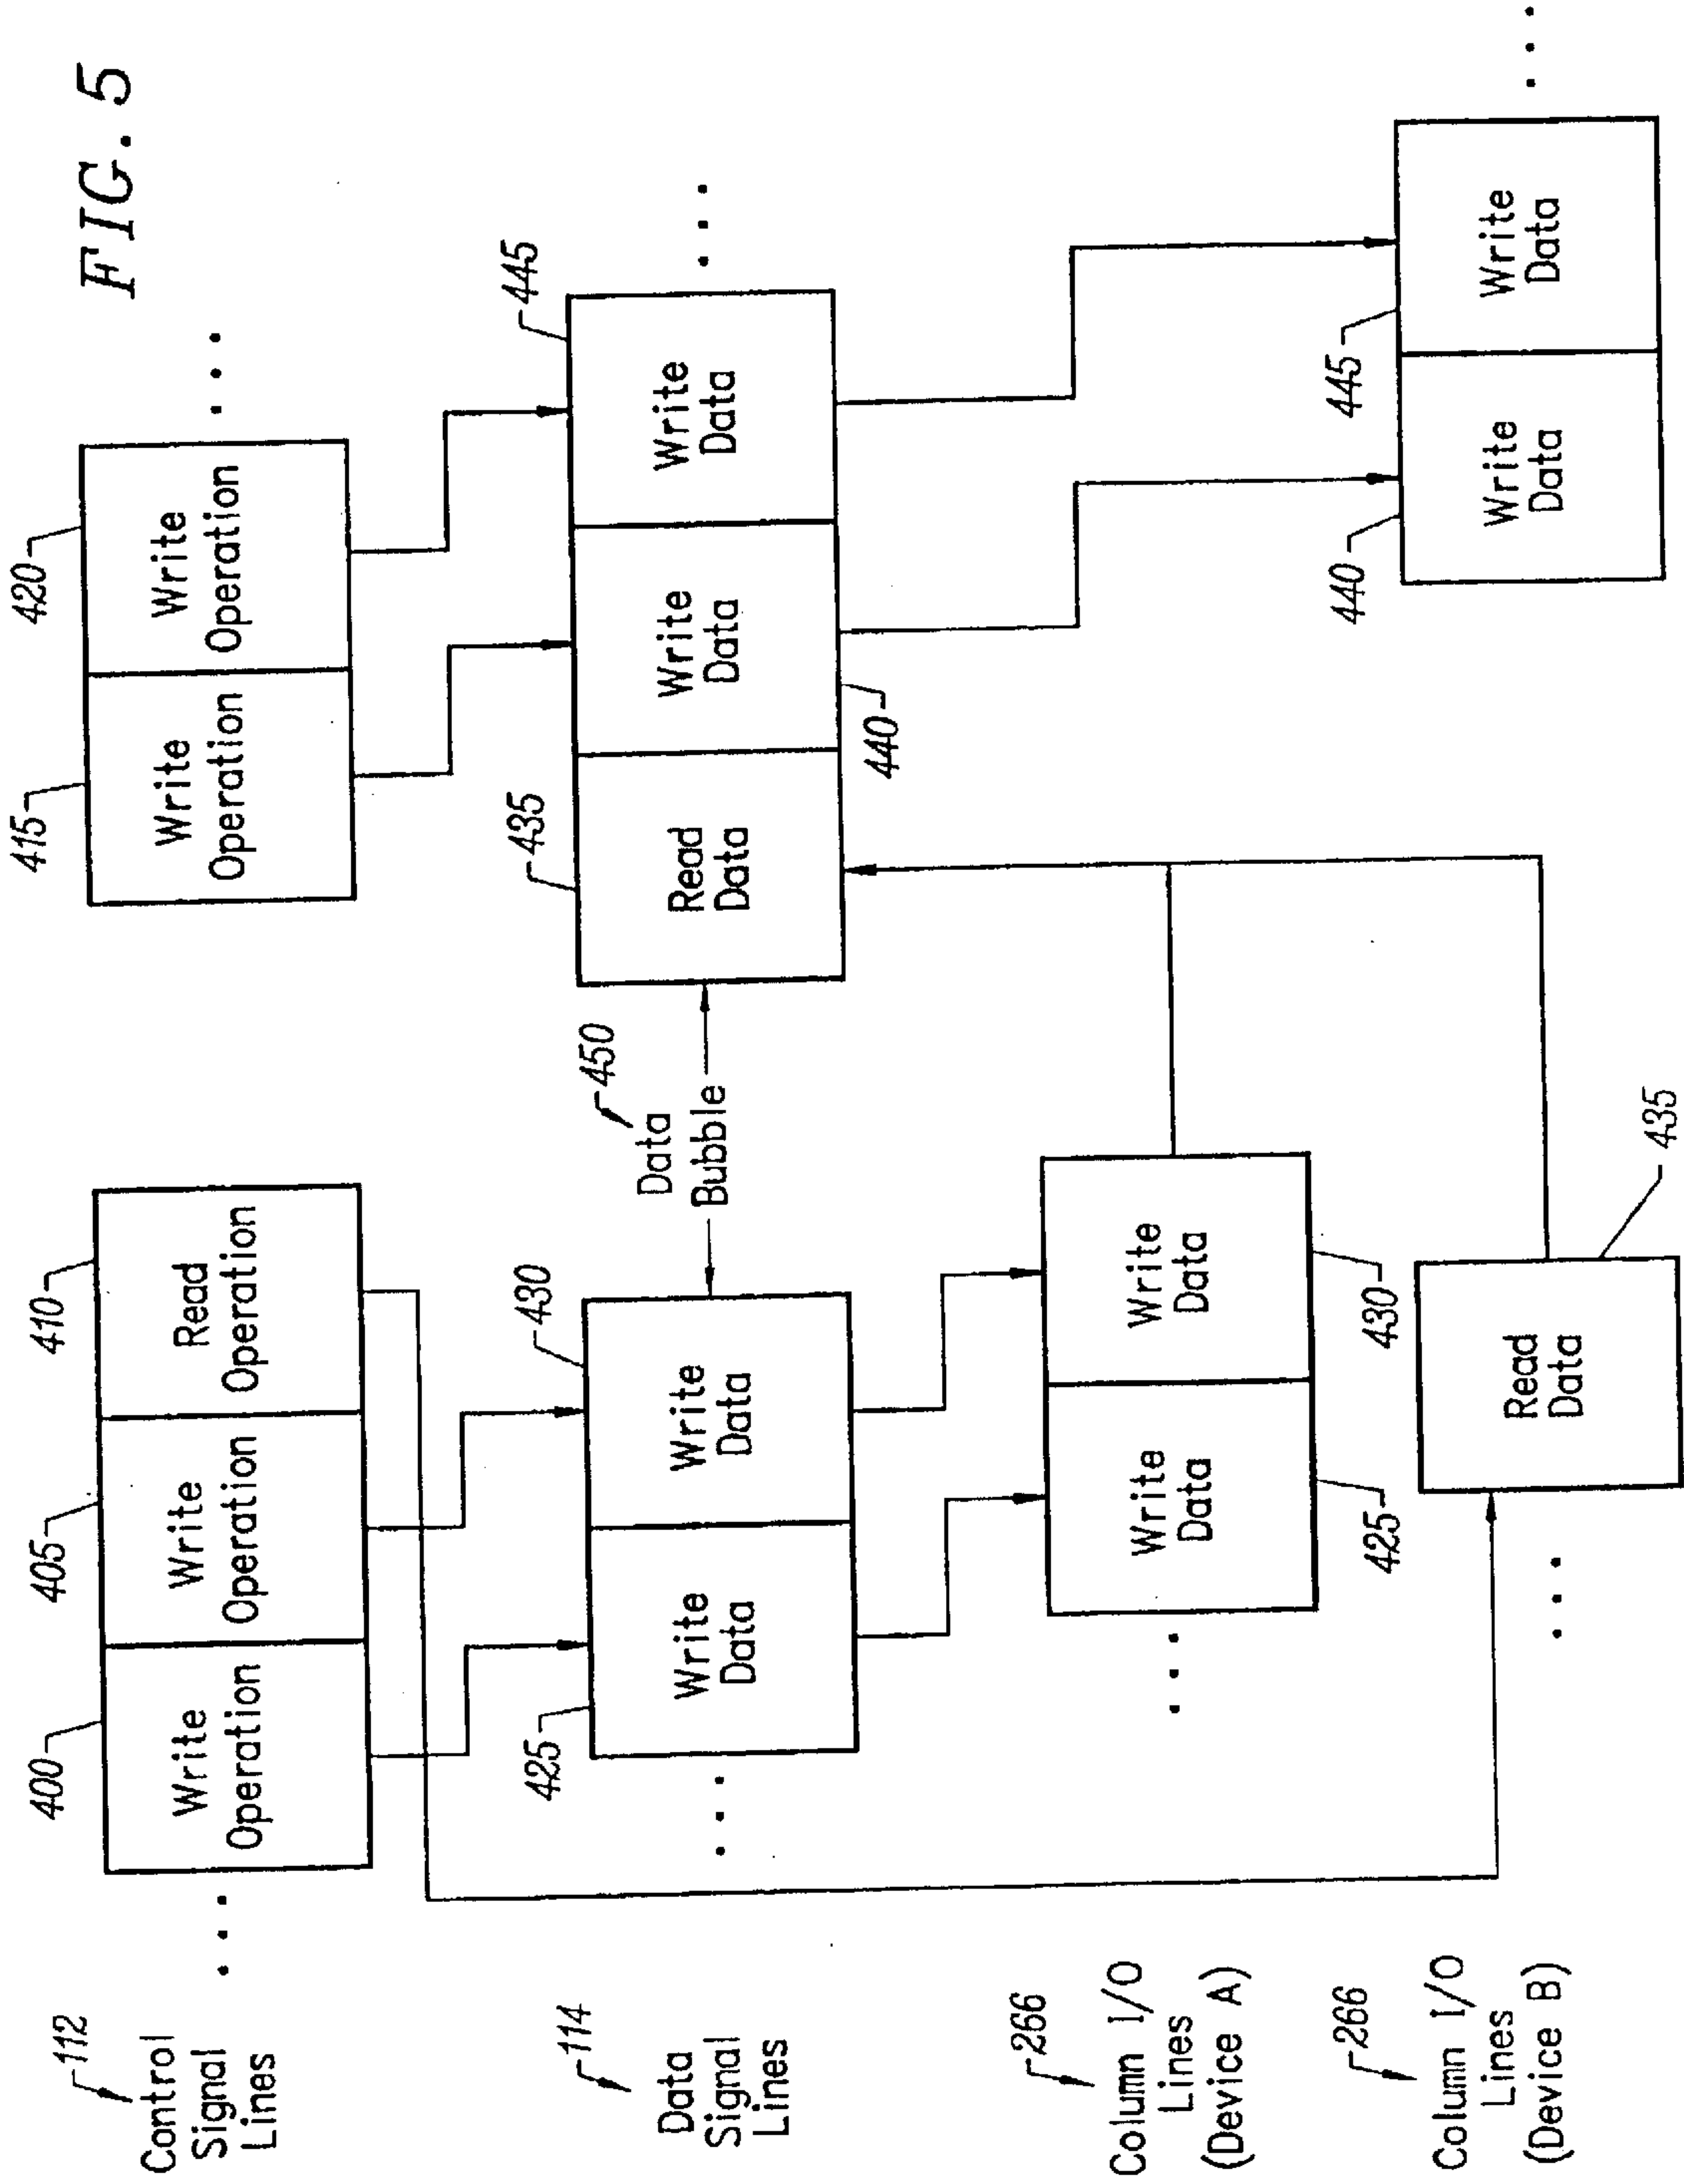 FIG. 5
112
Control
Signal
Lines
...
400
Write
Operation
405
Write
Operation
410
Read
Operation
415
Write
Operation
420
Write
Operation
...
114
Data
Signal
Lines
...
425
Write
Data
430
Write
Data
450
Data
Bubble
435
Read
Data
440
Write
Data
445
Write
Data
...
266
Column I/O
Lines
(Device A)
...
425
Write
Data
430
Write
Data
266
Column I/O
Lines
(Device B)
...
435
Read
Data
440
Write
Data
445
Write
Data
...